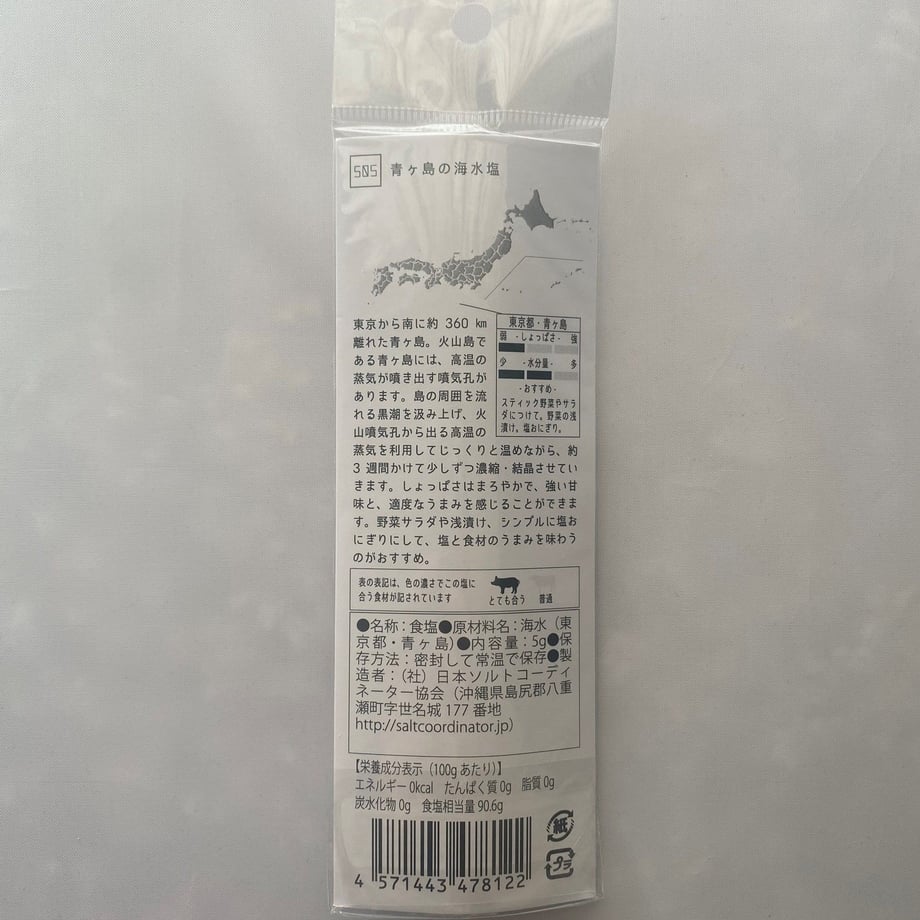 SØS 青ヶ島の海水塩
東京から南に約 360 km
離れた青ヶ島。火山島で
ある青ヶ島には、高温の
蒸気が噴き出す噴気孔が
あります。島の周囲を流
れる黒潮を汲み上げ、火
山噴気孔から出る高温の
蒸気を利用してじっくりと温めながら、約
3 週間かけて少しずつ濃縮・結晶させてい
きます。しょっぱさはまろやかで、強い甘
味と、適度なうまみを感じることができま
す。野菜サラダや浅漬け、シンプルに塩お
にぎりにして、塩と食材のうまみを味わう
のがおすすめ。
東京都・青ヶ島
弱 -しょっぱさ- 強
少 -水分量- 多
-おすすめ-
スティック野菜やサラ
ダにつけて。野菜の浅
漬け。塩おにぎり。
表の表記は、色の濃さでこの塩に
合う食材が記されています
とても合う 普通
●名称：食塩●原材料名：海水（東
京都・青ヶ島）●内容量：5g●保
存方法：密封して常温で保存●製
造者：（社）日本ソルトコーディ
ネーター協会（沖縄県島尻郡八重
瀬町字世名城 177 番地
http://saltcoordinator.jp）
【栄養成分表示（100g あたり）】
エネルギー 0kcal たんぱく質 0g 脂質 0g
炭水化物 0g 食塩相当量 90.6g
4 571443 478122
紙
プラ